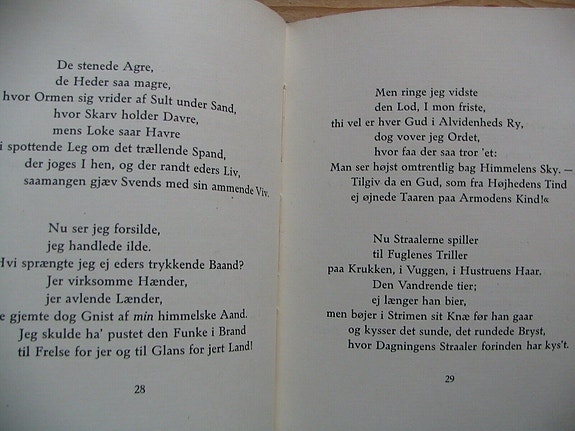 De stenede Agre,
de Heder saa magre,
hvor Ormen sig vrider af Sult under Sand,
hvor Skarv holder Davre,
mens Loke saar Havre
i spottende Leg om det trællende Spand,
der joges I hen, og der randt eders Liv,
saamangen gjæv Svends med sin ammende Viv.
Nu ser jeg forsilde,
jeg handlede ilde.
Hvi sprængte jeg ej eders trykkende Baand?
Jer virksomme Hænder,
jer avlende Lænder,
gjemte dog Gnist af min himmelske Aand.
Jeg skulde ha' pustet den Funke i Brand
til Frelse for jer og til Glans for jert Land!
28
Men ringe jeg vidste
den Lod, I mon friste,
thi vel er hver Gud i Alvidenheds Ry,
dog vover jeg Ordet,
hvor faa der saa tror 'et:
Man ser højst omtrentlig bag Himmelens Sky. —
Tilgiv da en Gud, som fra Højhedens Tind
ej øjnede Taaren paa Armodens Kind!«
Nu Straalerne spiller
til Fuglenes Triller
paa Krukken, i Vuggen, i Hustruens Haar.
Den Vandrende tier;
ej længer han bier,
men bøjer i Strimen sit Knæ før han gaar
og kysser det sunde, det rundede Bryst,
hvor Dagningens Straaler forinden har kys't.
29